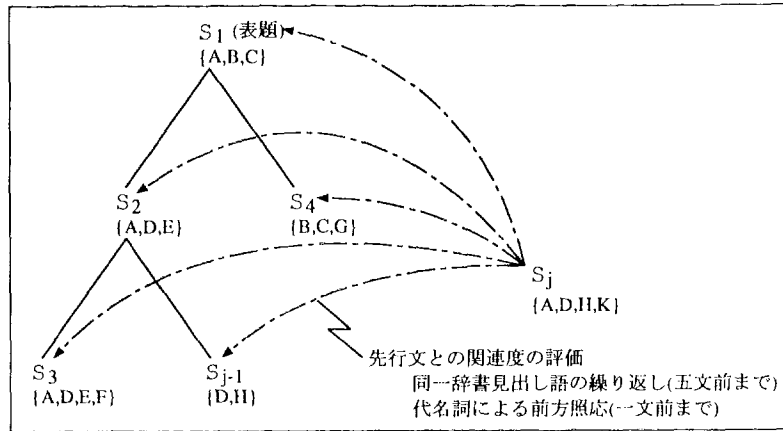 S1 (表題)
{A,B,C}
S2
{A,D,E}
S4
{B,C,G}
Sj
{A,D,H,K}
S3
{A,D,E,F}
Sj-1
{D,H}
先行文との関連度の評価
同一辞書見出し語の繰り返し(五文前まで)
代名詞による前方照応(一文前まで)